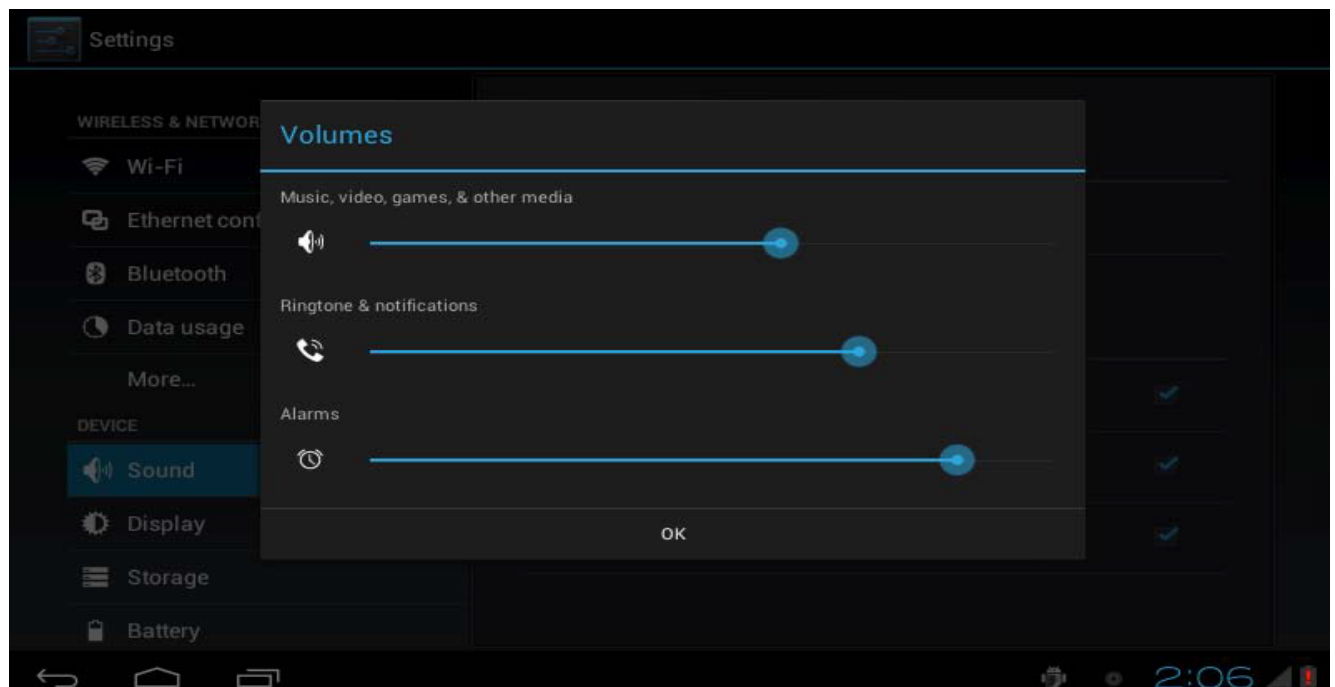 Settings
WIRELESS & NETWOR
Wi-Fi
Ethernet conf
Bluetooth
Data usage
More...
DEVICE
Sound
Display
Storage
Battery
Volumes
Music, video, games, & other media
Ringtone & notifications
Alarms
OK
2:06